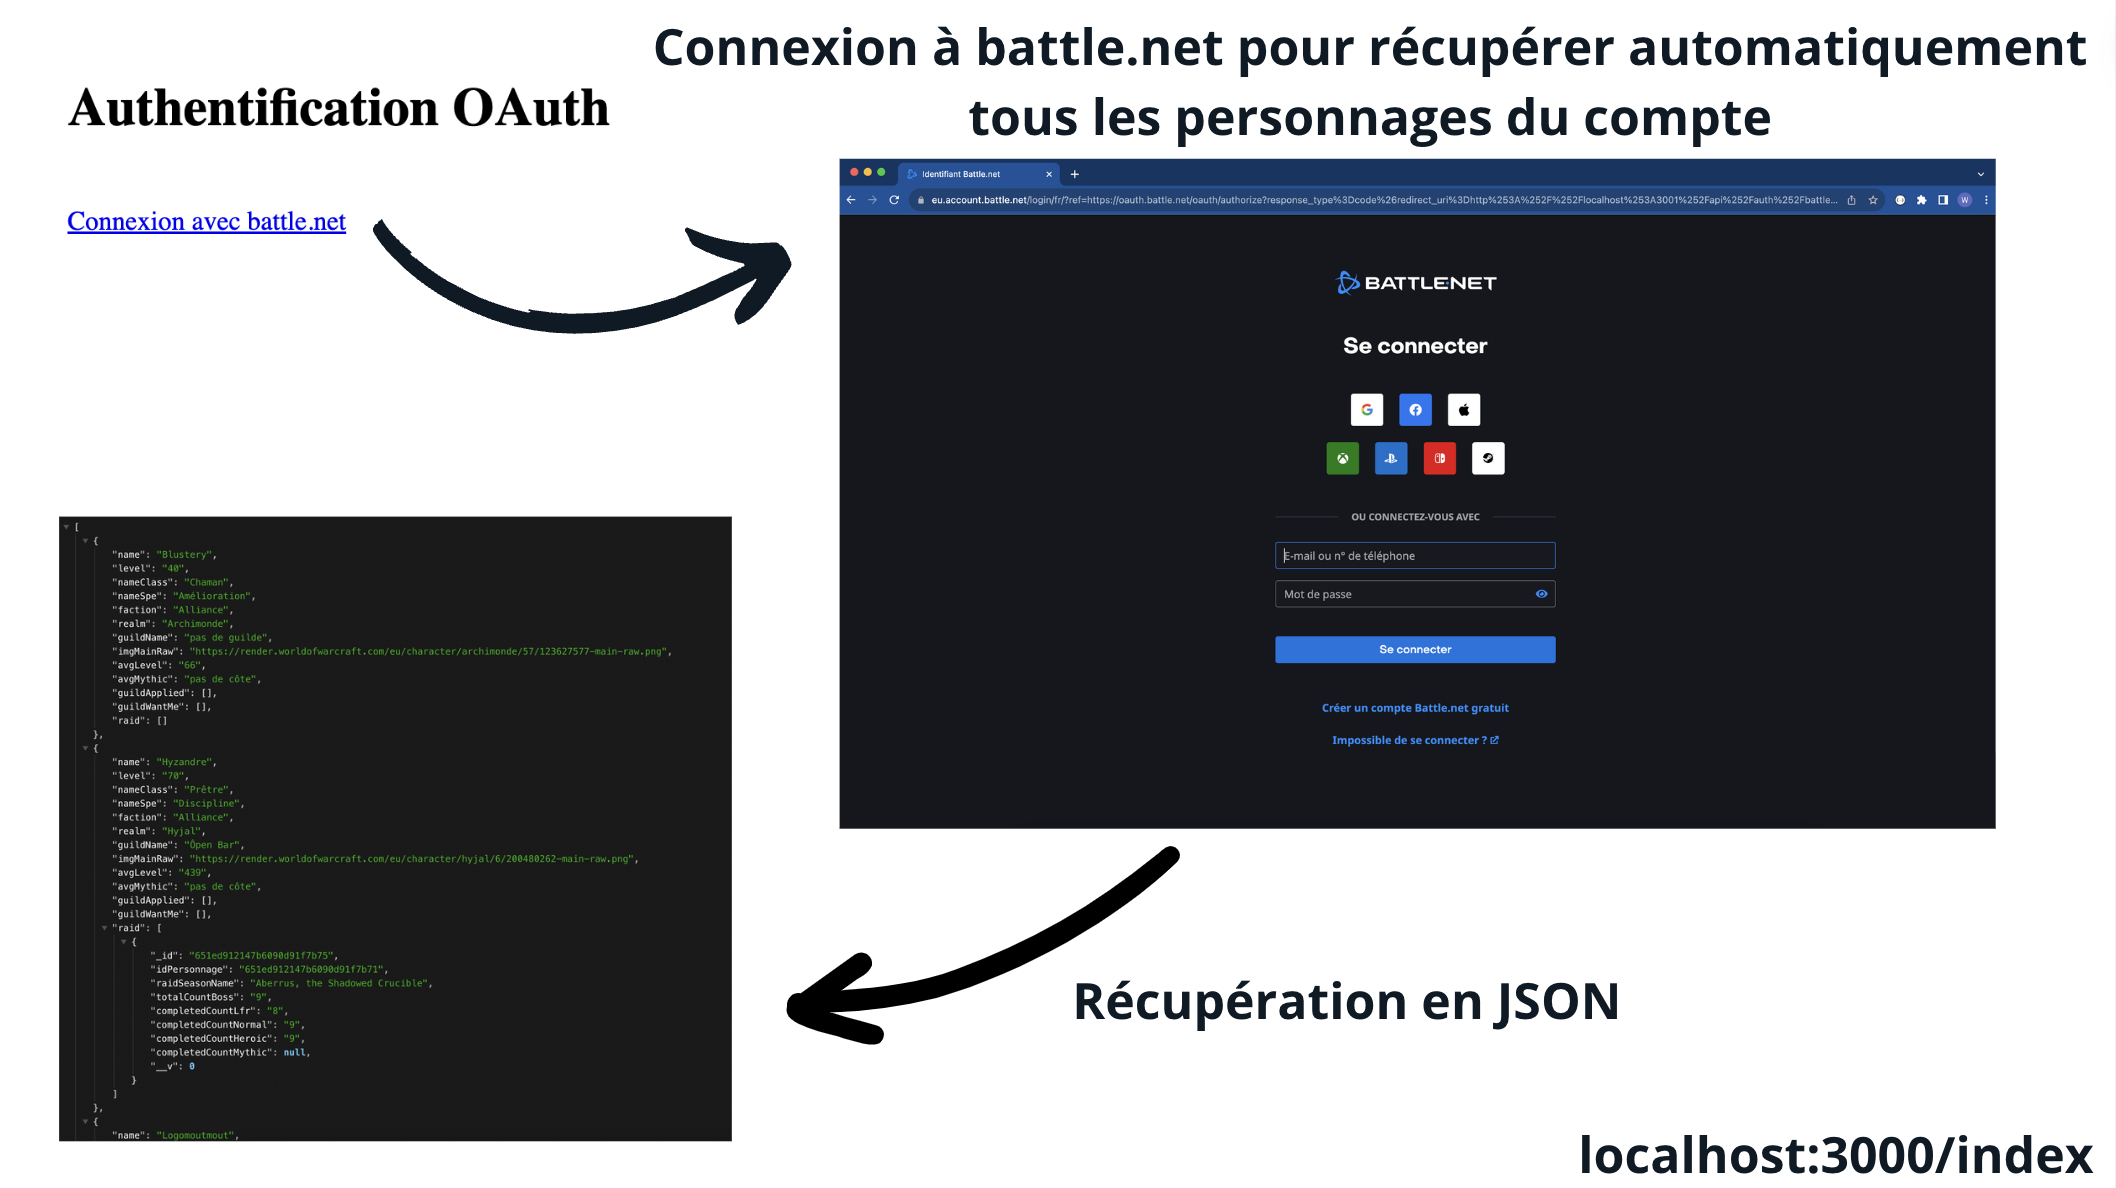 Connexion à battle.net pour récupérer automatiquement
tous les personnages du compte
Authentification OAuth
Connexion avec battle.net
Identifiant Battle.net
eu.account.battle.net/login/fr/?ref=https://oauth.battle.net/oauth/authorize?response_type%3Dcode%26redirect_uri%3Dhttp%253A%252F%252Flocalhost%253A3001%252Fapi%252Fauth%252Fbattle...
W
BATTLE.NET
Se connecter
OU CONNECTEZ-VOUS AVEC
E-mail ou n° de téléphone
Mot de passe
Se connecter
Créer un compte Battle.net gratuit
Impossible de se connecter ?
[
{
"name": "Blustery",
"level": "40",
"nameClass": "Chaman",
"nameSpe": "Amélioration",
"faction": "Alliance",
"realm": "Archimonde",
"guildName": "pas de guilde",
"imgMainRaw": "https://render.worldofwarcraft.com/eu/character/archimonde/57/123627577-main-raw.png",
"avgLevel": "66",
"avgMythic": "pas de côte",
"guildApplied": [],
"guildWantMe": [],
"raid": []
},
{
"name": "Hyzandre",
"level": "70",
"nameClass": "Prêtre",
"nameSpe": "Discipline",
"faction": "Alliance",
"realm": "Hyjal",
"guildName": "Ôpen Bar",
"imgMainRaw": "https://render.worldofwarcraft.com/eu/character/hyjal/6/200480262-main-raw.png",
"avgLevel": "439",
"avgMythic": "pas de côte",
"guildApplied": [],
"guildWantMe": [],
"raid": [
{
"_id": "651ed912147b6090d91f7b75",
"idPersonnage": "651ed912147b6090d91f7b71",
"raidSeasonName": "Aberrus, the Shadowed Crucible",
"totalCountBoss": "9",
"completedCountLfr": "8",
"completedCountNormal": "9",
"completedCountHeroic": "9",
"completedCountMythic": null,
"__v": 0
}
]
},
{
"name": "Logomoutmout",
Récupération en JSON
localhost:3000/index